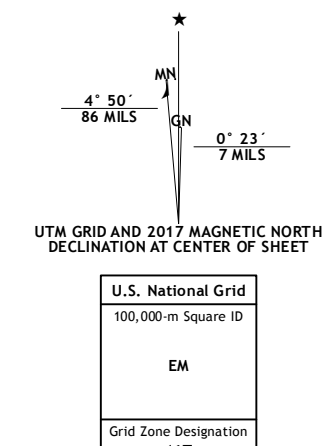 MN
GN
4° 50´
86 MILS
0° 23´
7 MILS
UTM GRID AND 2017 MAGNETIC NORTH
DECLINATION AT CENTER OF SHEET
U.S. National Grid
100,000-m Square ID
EM
Grid Zone Designation